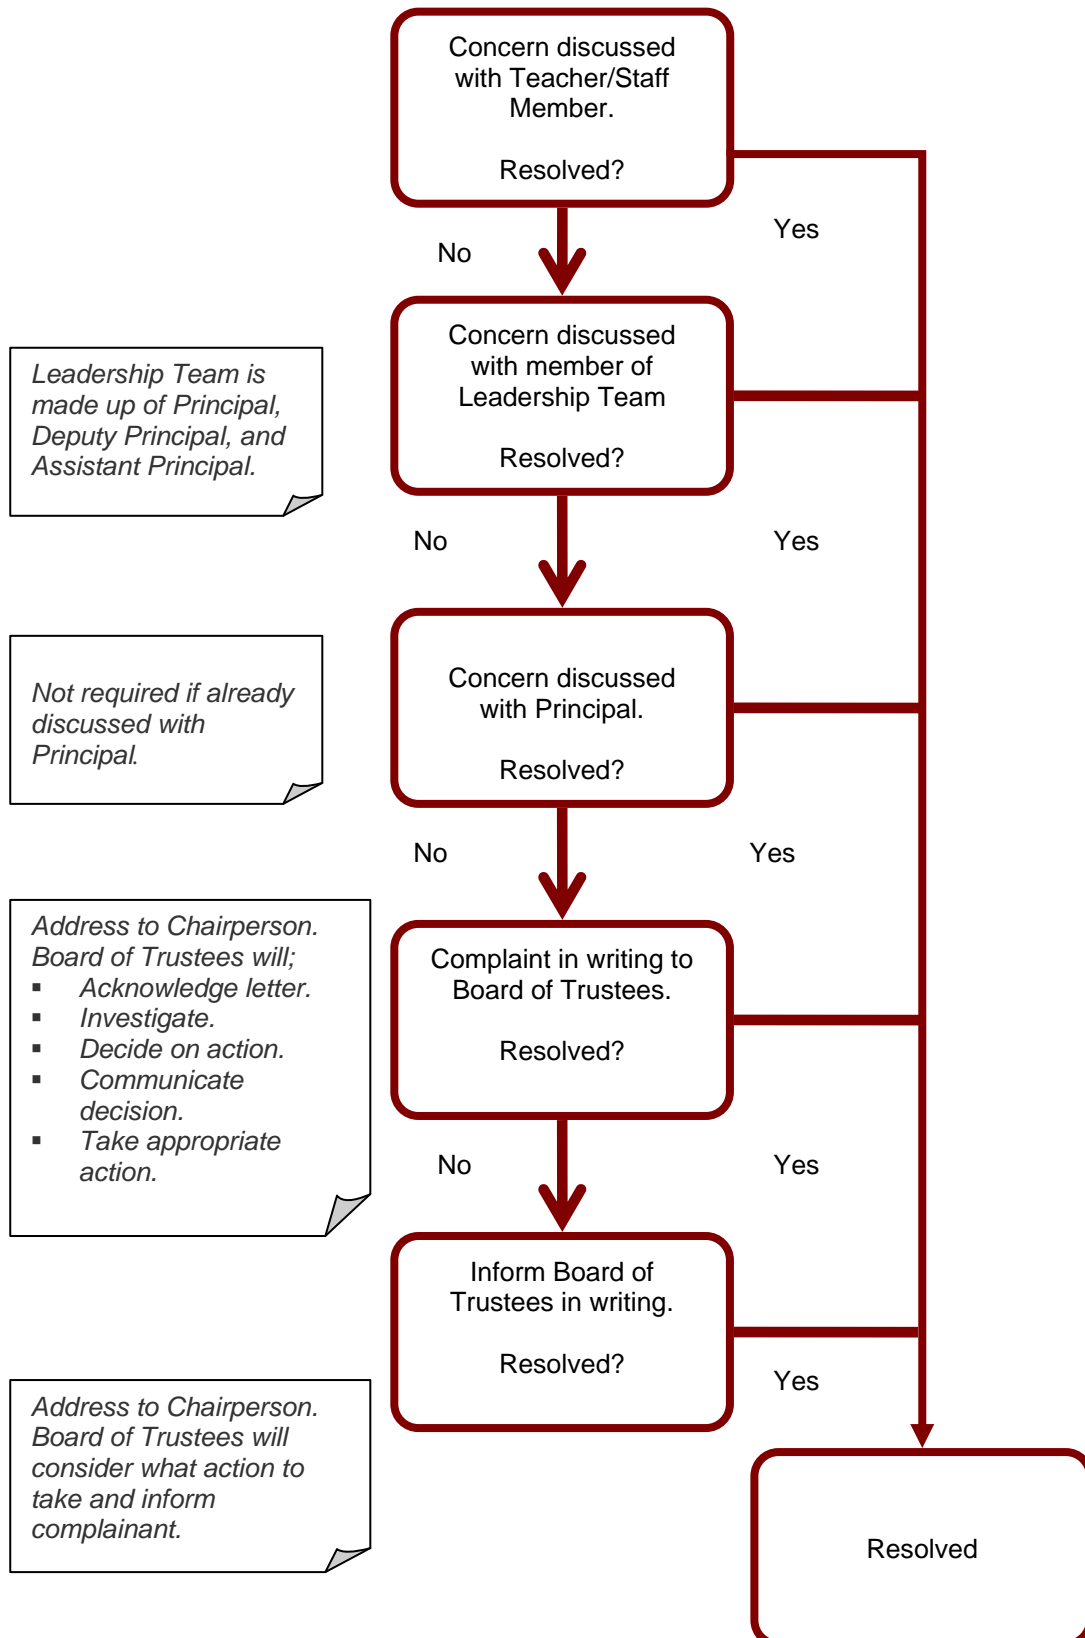 Concern discussed
with Teacher/Staff
Member.
Resolved?
Yes
No
Concern discussed
with member of
Leadership Team
Resolved?
Leadership Team is
made up of Principal,
Deputy Principal, and
Assistant Principal.
No
Yes
Concern discussed
with Principal.
Resolved?
Not required if already
discussed with
Principal.
No
Yes
Address to Chairperson.
Board of Trustees will;
▪ Acknowledge letter.
▪ Investigate.
▪ Decide on action.
▪ Communicate
decision.
▪ Take appropriate
action.
Complaint in writing to
Board of Trustees.
Resolved?
No
Yes
Inform Board of
Trustees in writing.
Resolved?
Yes
Address to Chairperson.
Board of Trustees will
consider what action to
take and inform
complainant.
Resolved